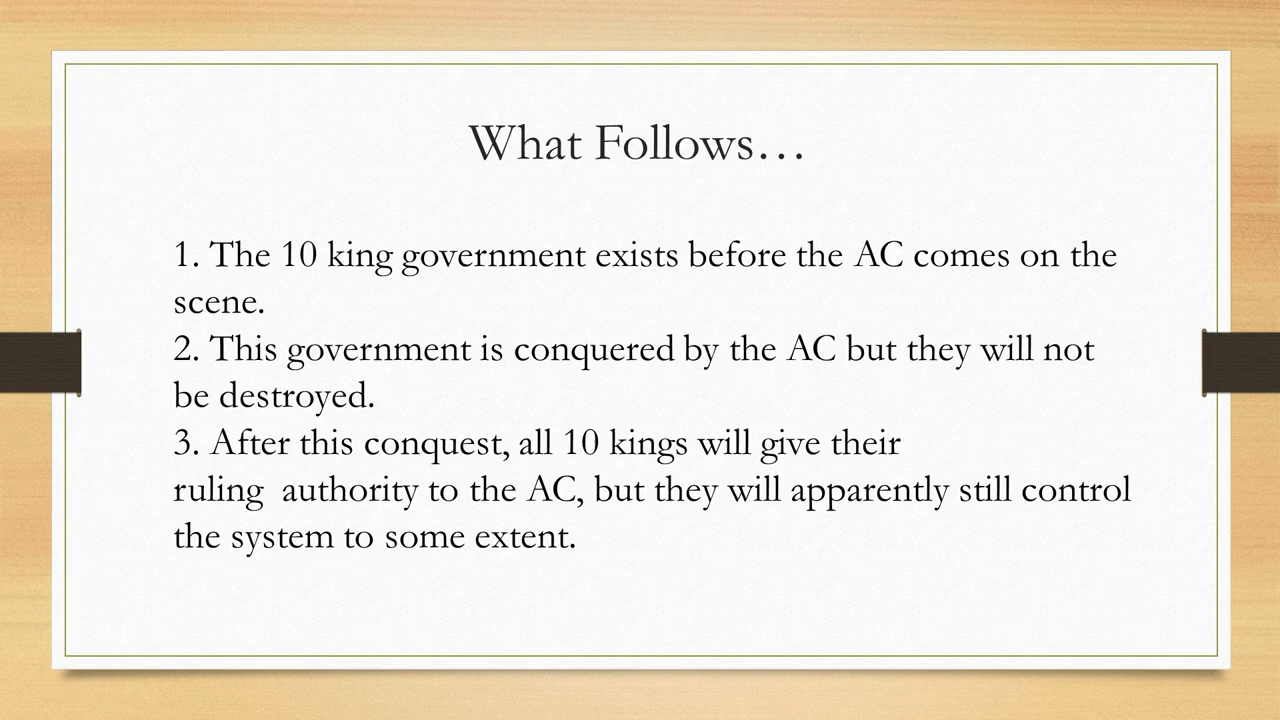 What Follows…
1. The 10 king government exists before the AC comes on the
scene.
2. This government is conquered by the AC but they will not
be destroyed.
3. After this conquest, all 10 kings will give their
ruling  authority to the AC, but they will apparently still control
the system to some extent.